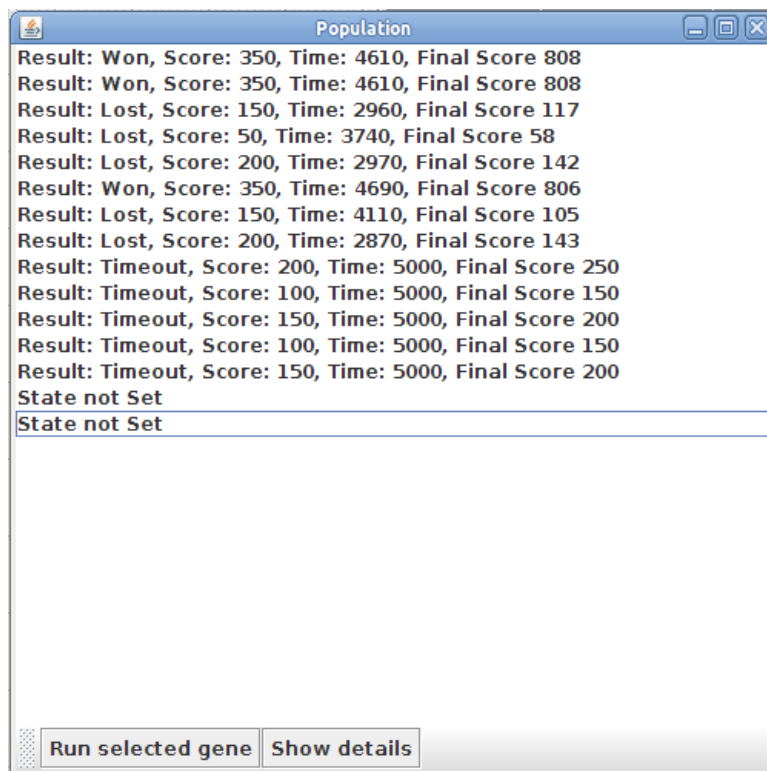 Population
Result: Won, Score: 350, Time: 4610, Final Score 808
Result: Won, Score: 350, Time: 4610, Final Score 808
Result: Lost, Score: 150, Time: 2960, Final Score 117
Result: Lost, Score: 50, Time: 3740, Final Score 58
Result: Lost, Score: 200, Time: 2970, Final Score 142
Result: Won, Score: 350, Time: 4690, Final Score 806
Result: Lost, Score: 150, Time: 4110, Final Score 105
Result: Lost, Score: 200, Time: 2870, Final Score 143
Result: Timeout, Score: 200, Time: 5000, Final Score 250
Result: Timeout, Score: 100, Time: 5000, Final Score 150
Result: Timeout, Score: 150, Time: 5000, Final Score 200
Result: Timeout, Score: 100, Time: 5000, Final Score 150
Result: Timeout, Score: 150, Time: 5000, Final Score 200
State not Set
State not Set
Run selected gene Show details